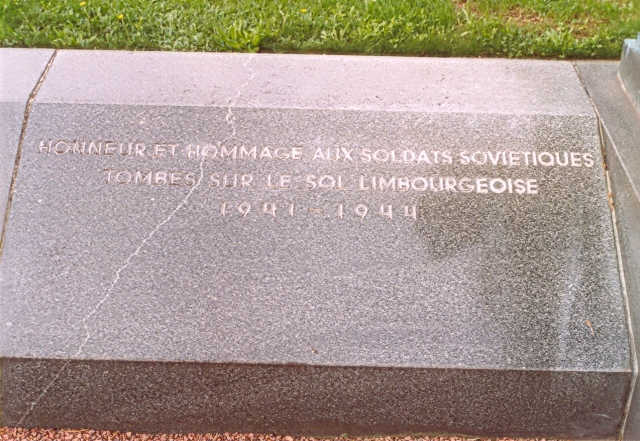 HONNEUR ET HOMMAGE AUX SOLDATS SOVIETIQUES
TOMBES SUR LE SOL LIMBOURGEOISE
1941 - 1944